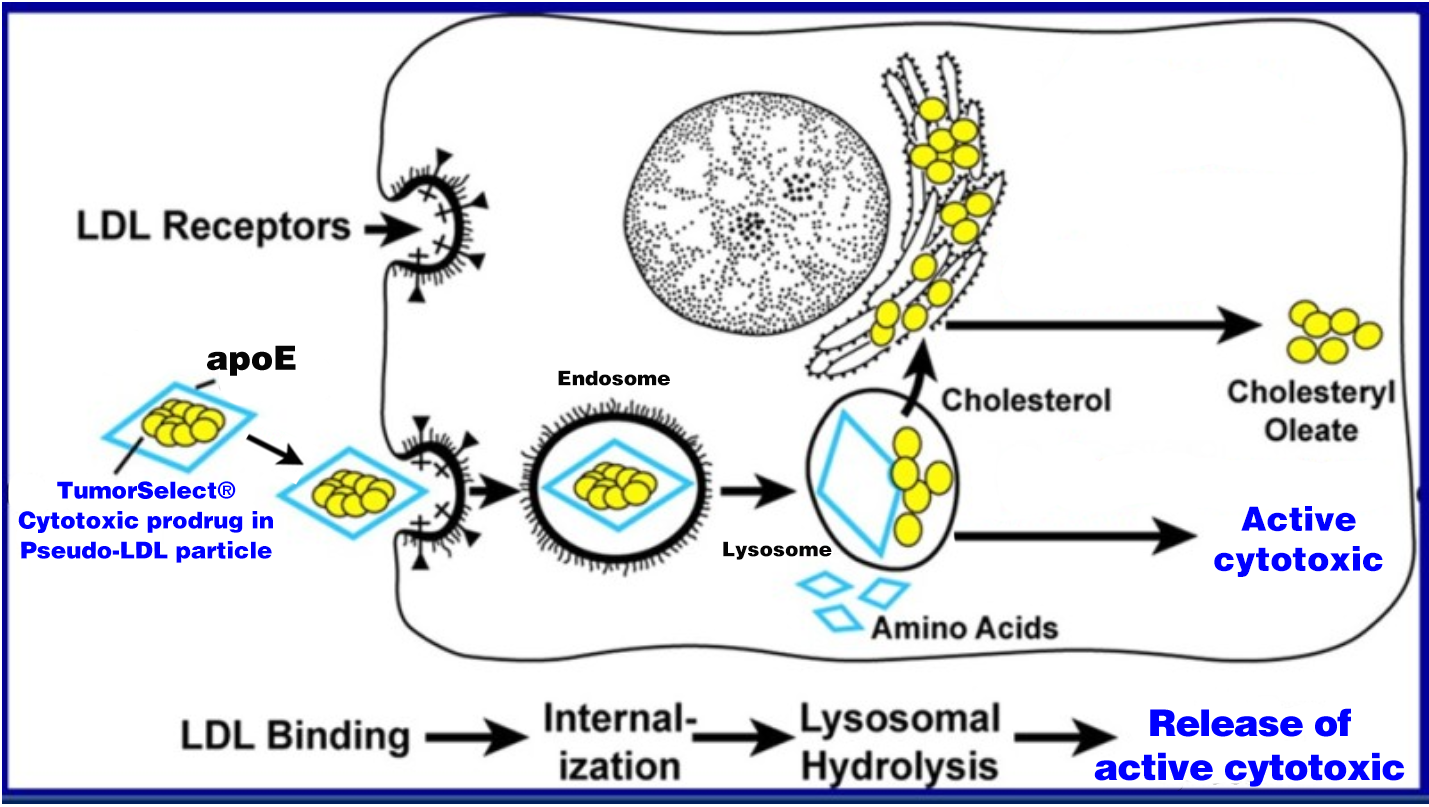 LDL Receptors
apoE
TumorSelect®
Cytotoxic prodrug in
Pseudo-LDL particle
Endosome
Lysosome
Cholesterol
Cholesteryl
Oleate
Active
cytotoxic
Amino Acids
LDL Binding
Internal-
ization
Lysosomal
Hydrolysis
Release of
active cytotoxic